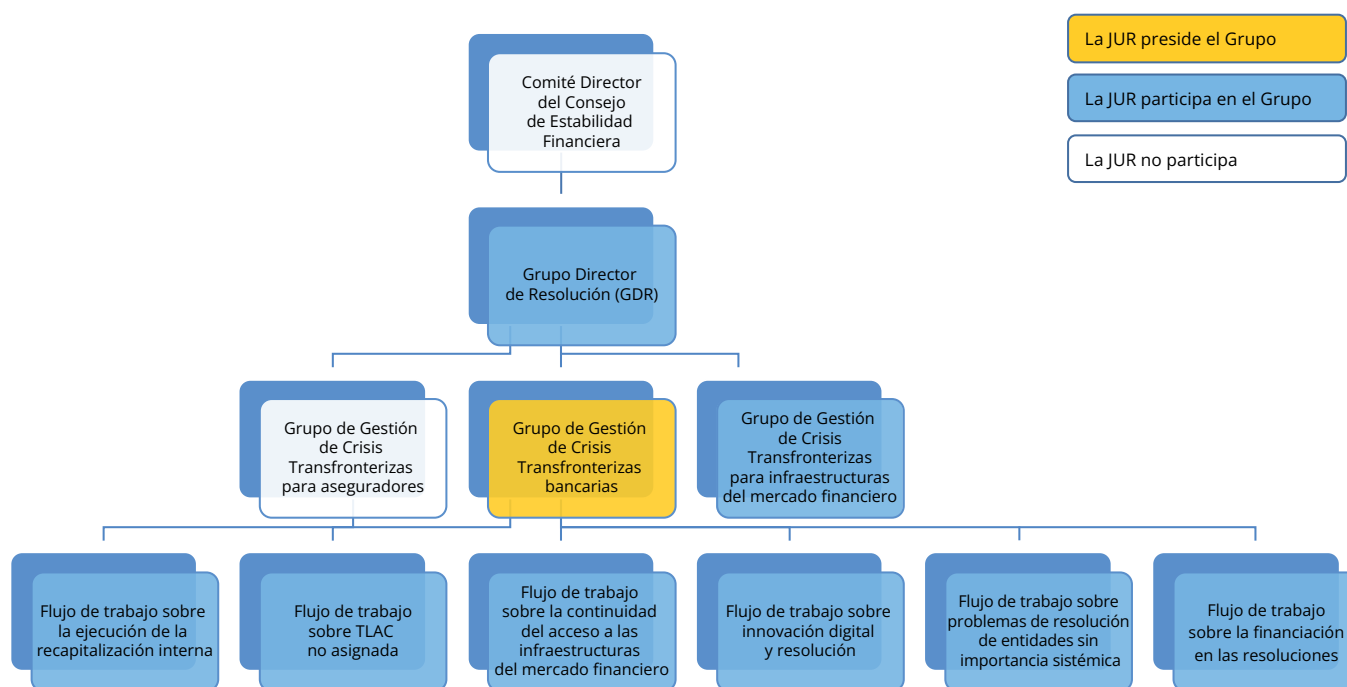 La JUR preside el Grupo
La JUR participa en el Grupo
La JUR no participa
Comité Director
del Consejo
de Estabilidad
Financiera
Grupo Director
de Resolución (GDR)
Grupo de Gestión
de Crisis
Transfronterizas
para aseguradores
Grupo de Gestión
de Crisis
Transfronterizas
bancarias
Grupo de Gestión
de Crisis
Transfronterizas
para infraestructuras
del mercado financiero
Flujo de trabajo sobre
la ejecución de la
recapitalización interna
Flujo de trabajo
sobre TLAC
no asignada
Flujo de trabajo
sobre la continuidad
del acceso a las
infraestructuras
del mercado financiero
Flujo de trabajo sobre
innovación digital
y resolución
Flujo de trabajo sobre
problemas de resolución
de entidades sin
importancia sistémica
Flujo de trabajo
sobre la financiación
en las resoluciones